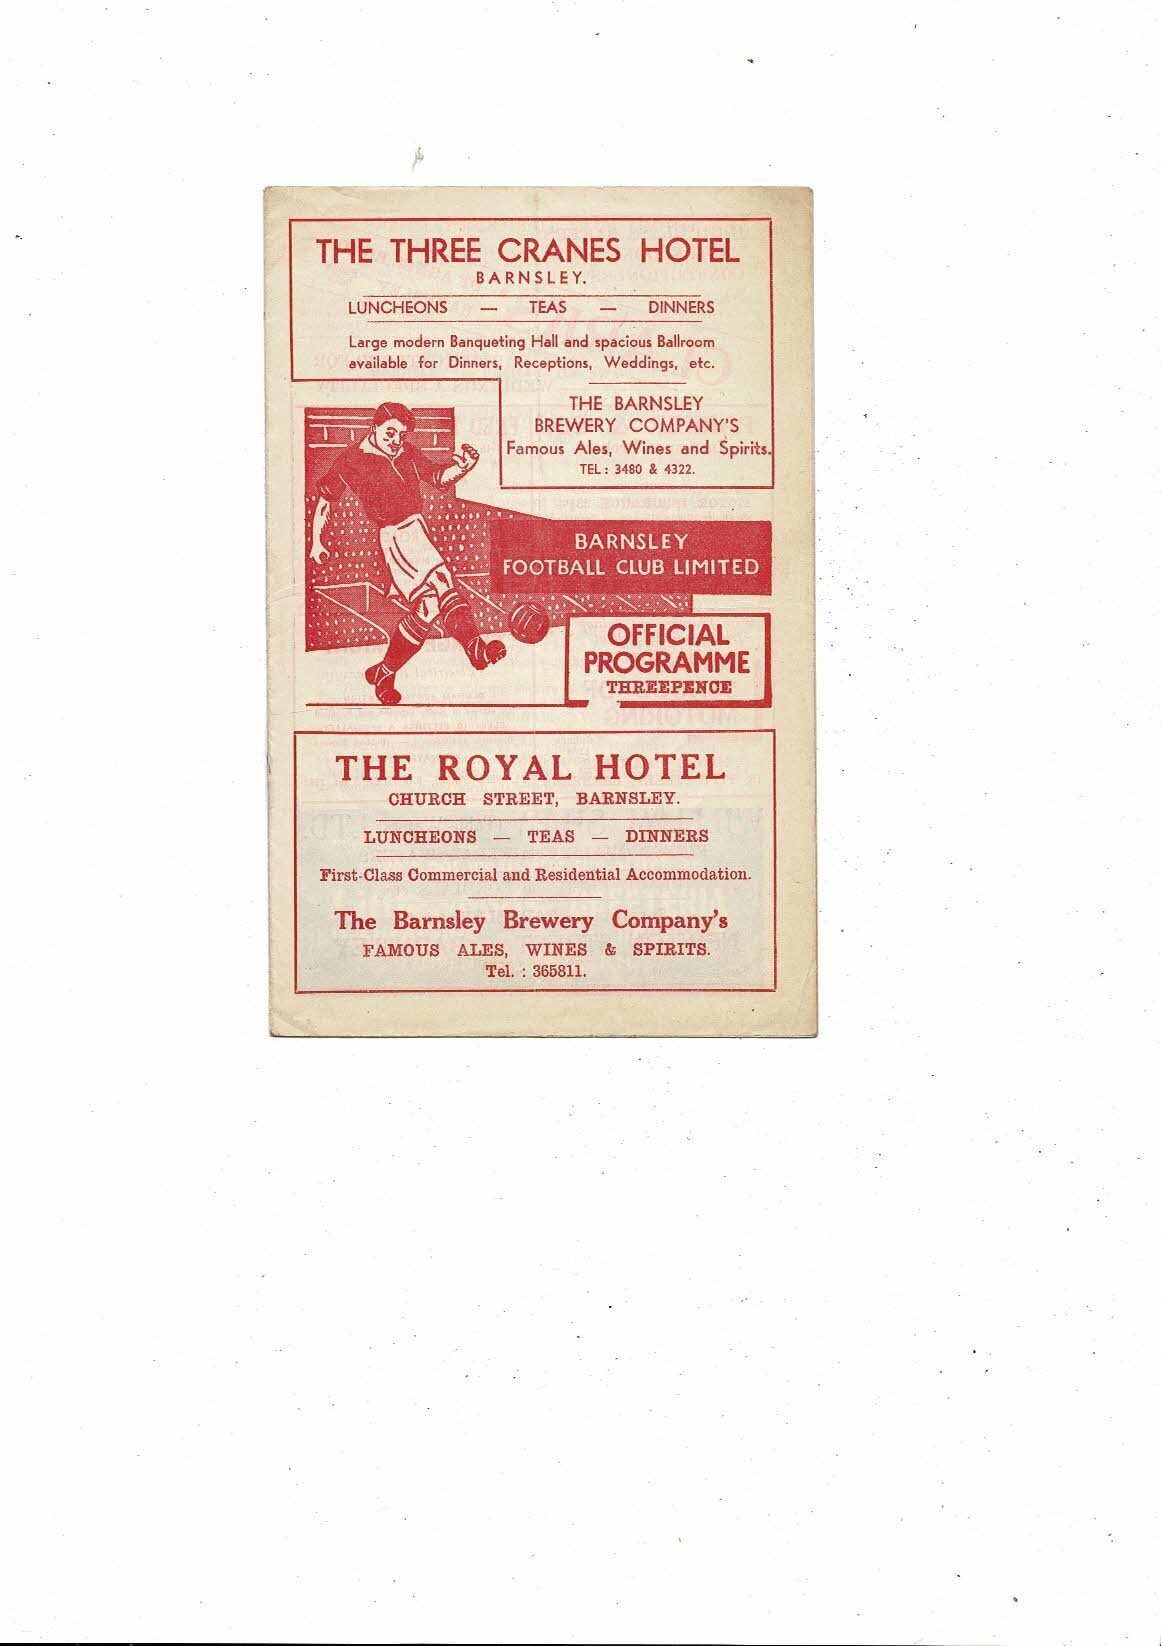 THE THREE CRANES HOTEL
BARNSLEY.
LUNCHEONS — TEAS — DINNERS
Large modern Banqueting Hall and spacious Ballroom
available for Dinners, Receptions, Weddings, etc.
THE BARNSLEY
BREWERY COMPANY'S
Famous Ales, Wines and Spirits.
TEL : 3480 & 4322.
BARNSLEY
FOOTBALL CLUB LIMITED
OFFICIAL
PROGRAMME
THREEPENCE
THE ROYAL HOTEL
CHURCH STREET, BARNSLEY.
LUNCHEONS — TEAS — DINNERS
First-Class Commercial and Residential Accommodation.
The Barnsley Brewery Company's
FAMOUS ALES, WINES & SPIRITS.
Tel. : 365811.